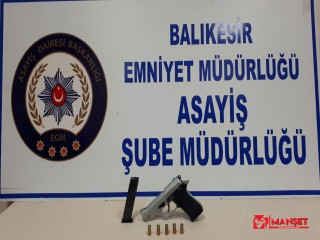 ASAYİŞ DAİRESİ BAŞKANLIĞI
EGM
BALIKESİR
EMNİYET MÜDÜRLÜĞÜ
ASAYİŞ
ŞUBE MÜDÜRLÜĞÜ
MANŞET